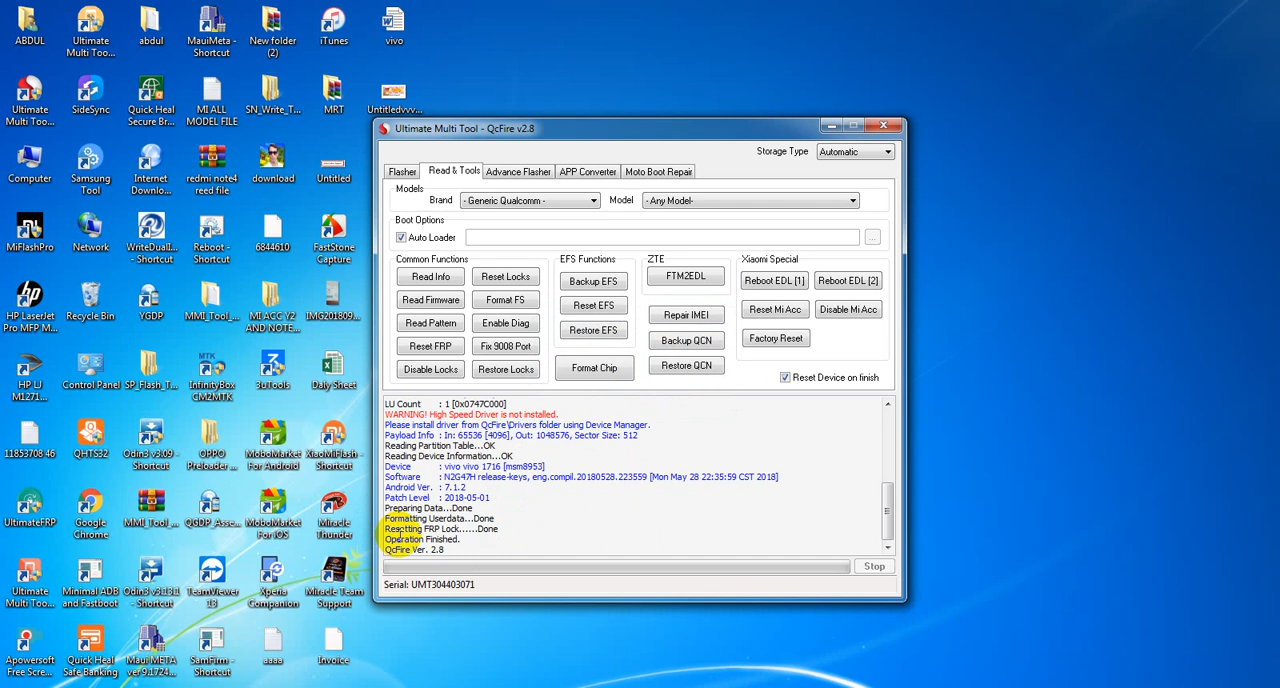 ABDUL
Ultimate
Multi Too...
abdul
MauiMeta -
Shortcut
New folder
(2)
iTunes
vivo
Ultimate
Multi Too...
SideSync
Quick Heal
Secure Br...
MI ALL
MODEL FILE
SN_Write_T...
MRT
Untitledvvv...
Computer
Samsung
Tool
Internet
Downlo...
redmi note4
reed file
download
Untitled
MiFlashPro
Network
WriteDualI...
Reboot -
Shortcut
6844610
FastStone
Capture
HP LaserJet
Pro MFP M...
Recycle Bin
YGDP
MMI_Tool_...
MI ACC Y2
AND NOTE...
IMG201809...
HP LJ
M1271...
Control Panel
SP_Flash_T...
MTK
InfinityBox
CM2MTK
3uTools
Daly Sheet
11853708 46
QHTS32
Odin3 v3.09 -
Shortcut
OPPO
Preloader ...
MoboMarket
For Android
XiaoMiFlash -
Shortcut
UltimateFRP
Google
Chrome
MMI_Tool_...
QGDP_Asse...
MoboMarket
For iOS
Miracle
Thunder
Ultimate
Multi Too...
Minimal ADB
and Fastboot
Odin3 v3.13.1
- Shortcut
TeamViewer
13
Xperia
Companion
Miracle Team
Support
Apowersoft
Free Scre...
Quick Heal
Safe Banking
Maui META
ver 9.1724...
SamFirm -
Shortcut
aaaa
Invoice
Ultimate Multi Tool - QcFire v2.8
Storage Type Automatic
Flasher Read & Tools Advance Flasher APP Converter Moto Boot Repair
Models
Brand - Generic Qualcomm - Model - Any Model-
Boot Options
Auto Loader ...
Common Functions EFS Functions ZTE Xiaomi Special
Read Info Reset Locks Backup EFS FTM2EDL Reboot EDL [1] Reboot EDL [2]
Read Firmware Format FS Reset EFS Repair IMEI Reset Mi Acc Disable Mi Acc
Read Pattern Enable Diag Restore EFS Backup QCN Factory Reset
Reset FRP Fix 9008 Port
Disable Locks Restore Locks Format Chip Restore QCN Reset Device on finish
LU Count : 1 [0x0747C000]
WARNING! High Speed Driver is not installed.
Please install driver from QcFire\Drivers folder using Device Manager.
Payload Info : In: 65536 [4096], Out: 1048576, Sector Size: 512
Reading Partition Table...OK
Reading Device Information...OK
Device : vivo vivo 1716 [msm8953]
Software : N2G47H release-keys, eng.compil.20180528.223559 [Mon May 28 22:35:59 CST 2018]
Android Ver. : 7.1.2
Patch Level : 2018-05-01
Preparing Data...Done
Formatting Userdata...Done
Resetting FRP Lock......Done
Operation Finished.
QcFire Ver. 2.8
Stop
Serial: UMT304403071